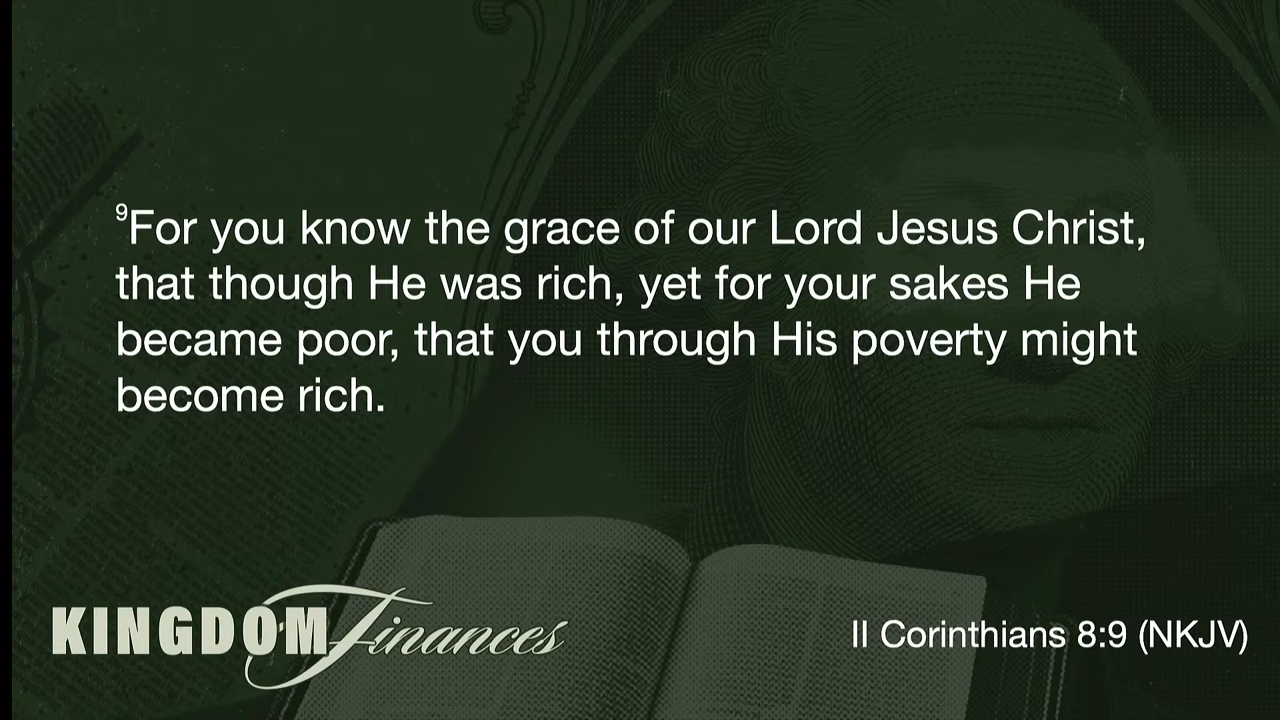 ⁹For you know the grace of our Lord Jesus Christ,
that though He was rich, yet for your sakes He
became poor, that you through His poverty might
become rich.
KINGDOM Finances
II Corinthians 8:9 (NKJV)